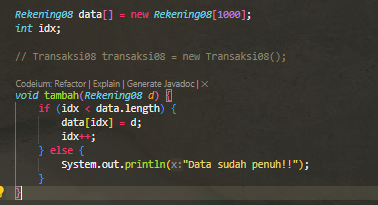 Rekening08 data[] = new Rekening08[1000];
int idx;
// Transaksi08 transaksi08 = new Transaksi08();
Codeium: Refactor | Explain | Generate Javadoc | ×
void tambah(Rekening08 d) {
if (idx < data.length) {
data[idx] = d;
idx++;
} else {
System.out.println(x:"Data sudah penuh!!");
}
}